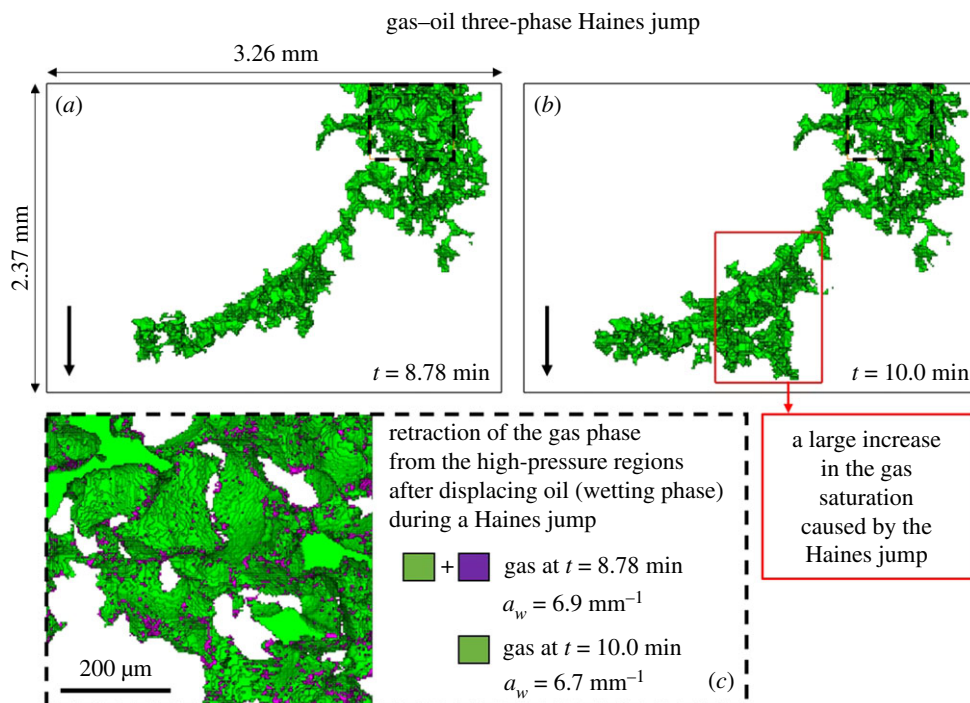 gas–oil three-phase Haines jump
3.26 mm
2.37 mm
(a)
t = 8.78 min
(b)
t = 10.0 min
retraction of the gas phase
from the high-pressure regions
after displacing oil (wetting phase)
during a Haines jump
+ gas at t = 8.78 min
a_w = 6.9 mm⁻¹
gas at t = 10.0 min
a_w = 6.7 mm⁻¹
(c)
200 µm
a large increase
in the gas
saturation
caused by the
Haines jump